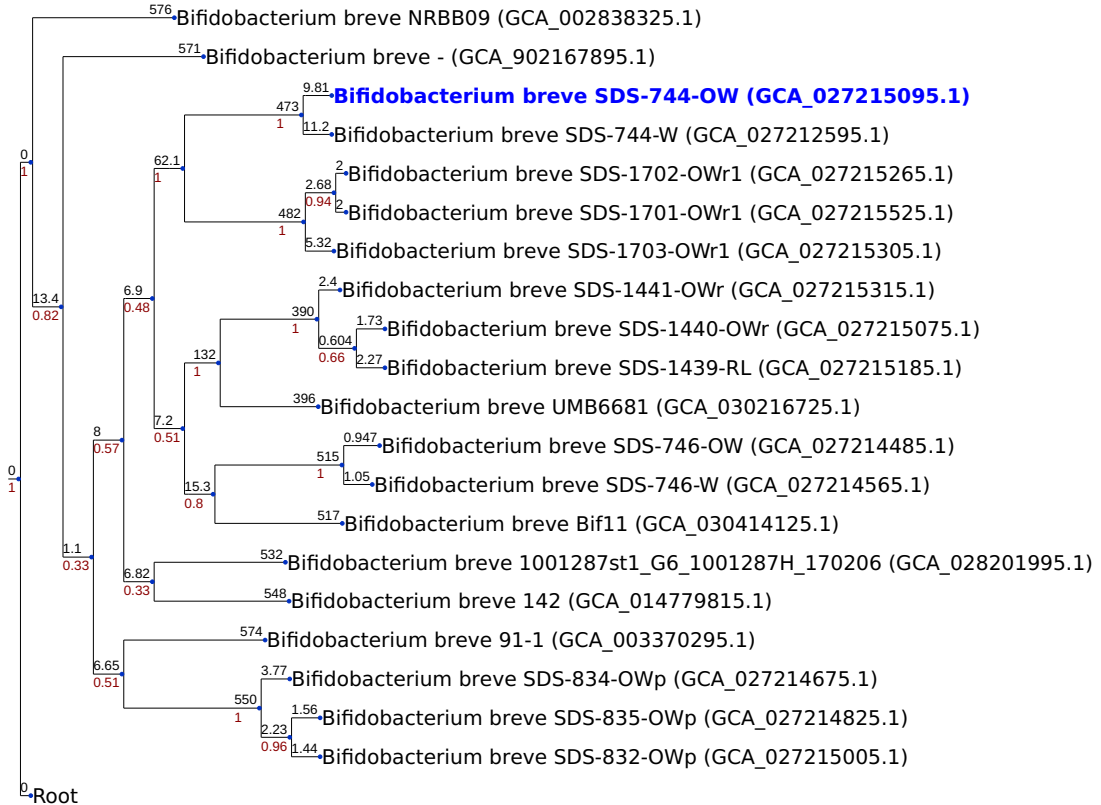 576 Bifidobacterium breve NRBB09 (GCA_002838325.1)
571 Bifidobacterium breve - (GCA_902167895.1)
9.81 Bifidobacterium breve SDS-744-OW (GCA_027215095.1)
473
1
11.2 Bifidobacterium breve SDS-744-W (GCA_027212595.1)
0
1
62.1
1
2 Bifidobacterium breve SDS-1702-OWr1 (GCA_027215265.1)
2.68
0.94
2 Bifidobacterium breve SDS-1701-OWr1 (GCA_027215525.1)
482
1
5.32 Bifidobacterium breve SDS-1703-OWr1 (GCA_027215305.1)
2.4 Bifidobacterium breve SDS-1441-OWr (GCA_027215315.1)
13.4
0.82
6.9
0.48
390
1
1.73 Bifidobacterium breve SDS-1440-OWr (GCA_027215075.1)
0.604
0.66
132
1
2.27 Bifidobacterium breve SDS-1439-RL (GCA_027215185.1)
396 Bifidobacterium breve UMB6681 (GCA_030216725.1)
7.2
0.51
8
0.57
0.947 Bifidobacterium breve SDS-746-OW (GCA_027214485.1)
515
1
0
1
1.05 Bifidobacterium breve SDS-746-W (GCA_027214565.1)
15.3
0.8
517 Bifidobacterium breve Bif11 (GCA_030414125.1)
1.1
0.33
532 Bifidobacterium breve 1001287st1_G6_1001287H_170206 (GCA_028201995.1)
6.82
0.33
548 Bifidobacterium breve 142 (GCA_014779815.1)
574 Bifidobacterium breve 91-1 (GCA_003370295.1)
6.65
0.51
3.77 Bifidobacterium breve SDS-834-OWp (GCA_027214675.1)
550
1
1.56 Bifidobacterium breve SDS-835-OWp (GCA_027214825.1)
2.23
0.96
1.44 Bifidobacterium breve SDS-832-OWp (GCA_027215005.1)
0 Root